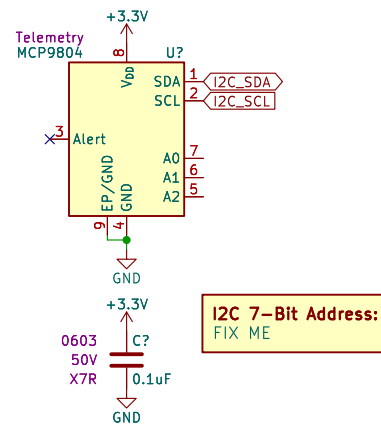 +3.3V
Telemetry
MCP9804 U?
8
VDD
SDA 1 I2C_SDA
SCL 2 I2C_SCL
3 Alert
A0 7
A1 6
A2 5
EP/GND
GND
9 4
GND
+3.3V
0603 C?
50V
X7R 0.1uF
GND
I2C 7-Bit Address:
FIX ME